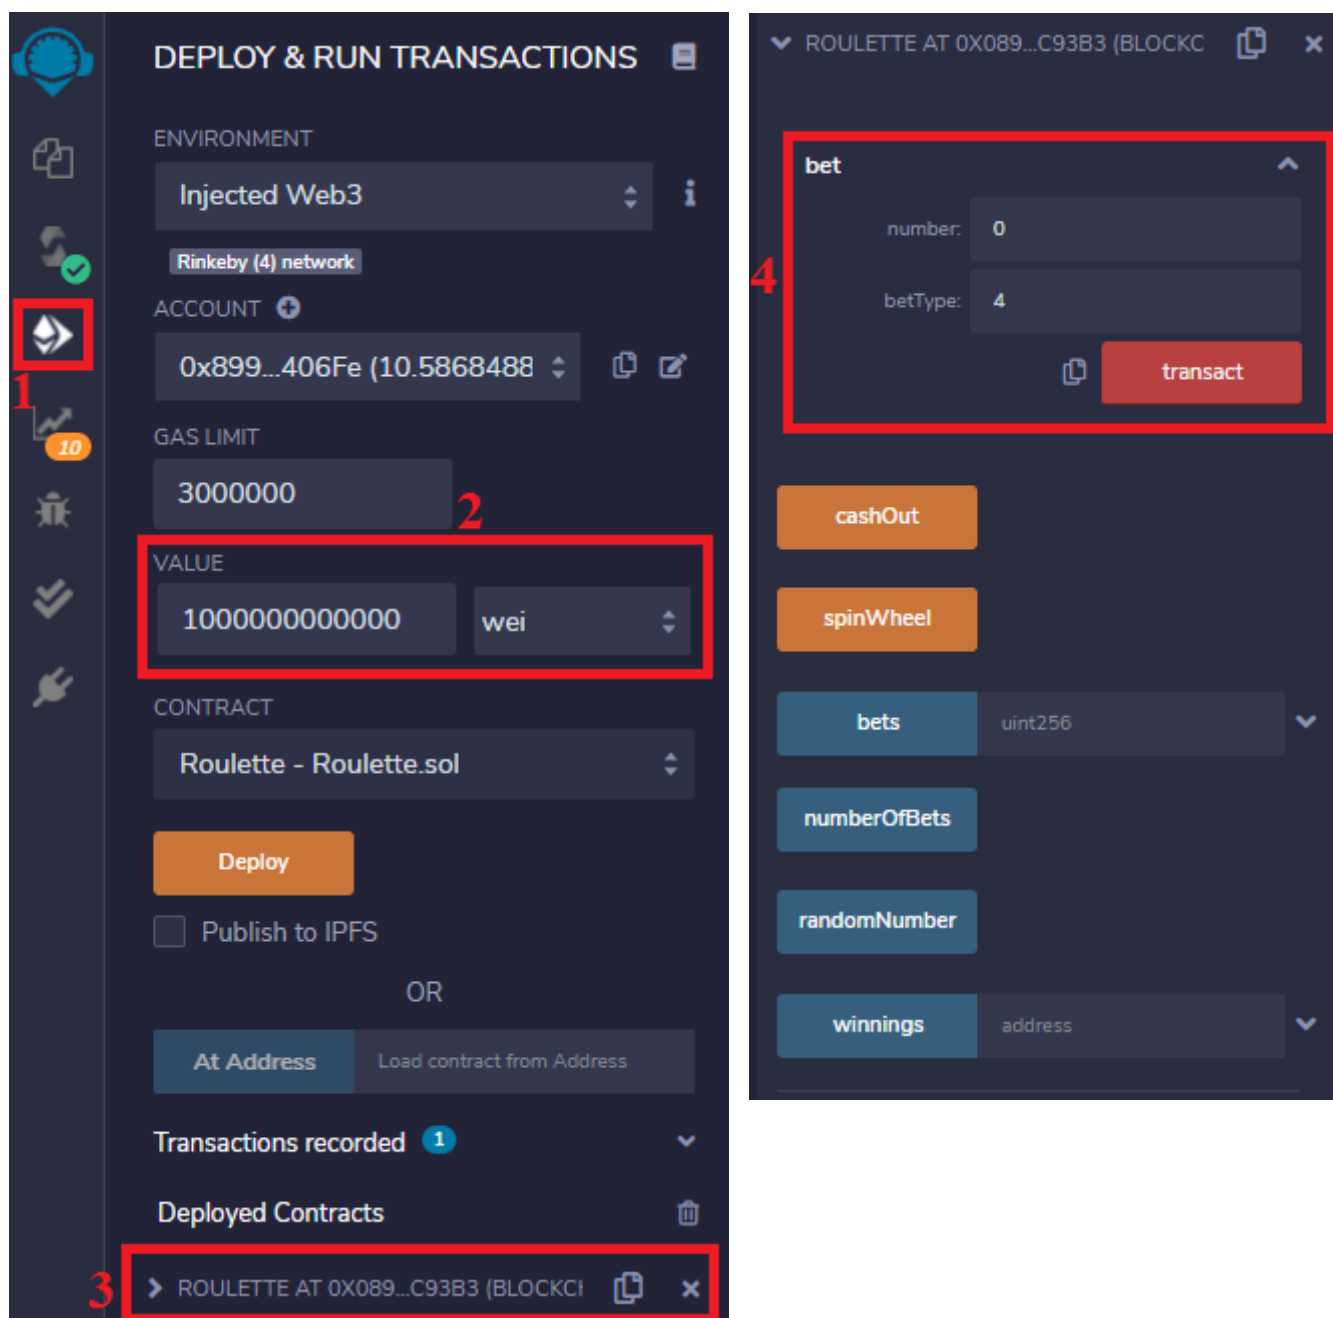 DEPLOY & RUN TRANSACTIONS
ENVIRONMENT
Injected Web3
Rinkeby (4) network
ACCOUNT
0x899...406Fe (10.5868488
1
10
GAS LIMIT
3000000
2
VALUE
1000000000000 wei
CONTRACT
Roulette - Roulette.sol
Deploy
Publish to IPFS
OR
At Address Load contract from Address
Transactions recorded 1
Deployed Contracts
3
ROULETTE AT 0X089...C93B3 (BLOCKCH
ROULETTE AT 0X089...C93B3 (BLOCKC
4
bet
number: 0
betType: 4
transact
cashOut
spinWheel
bets uint256
numberOfBets
randomNumber
winnings address